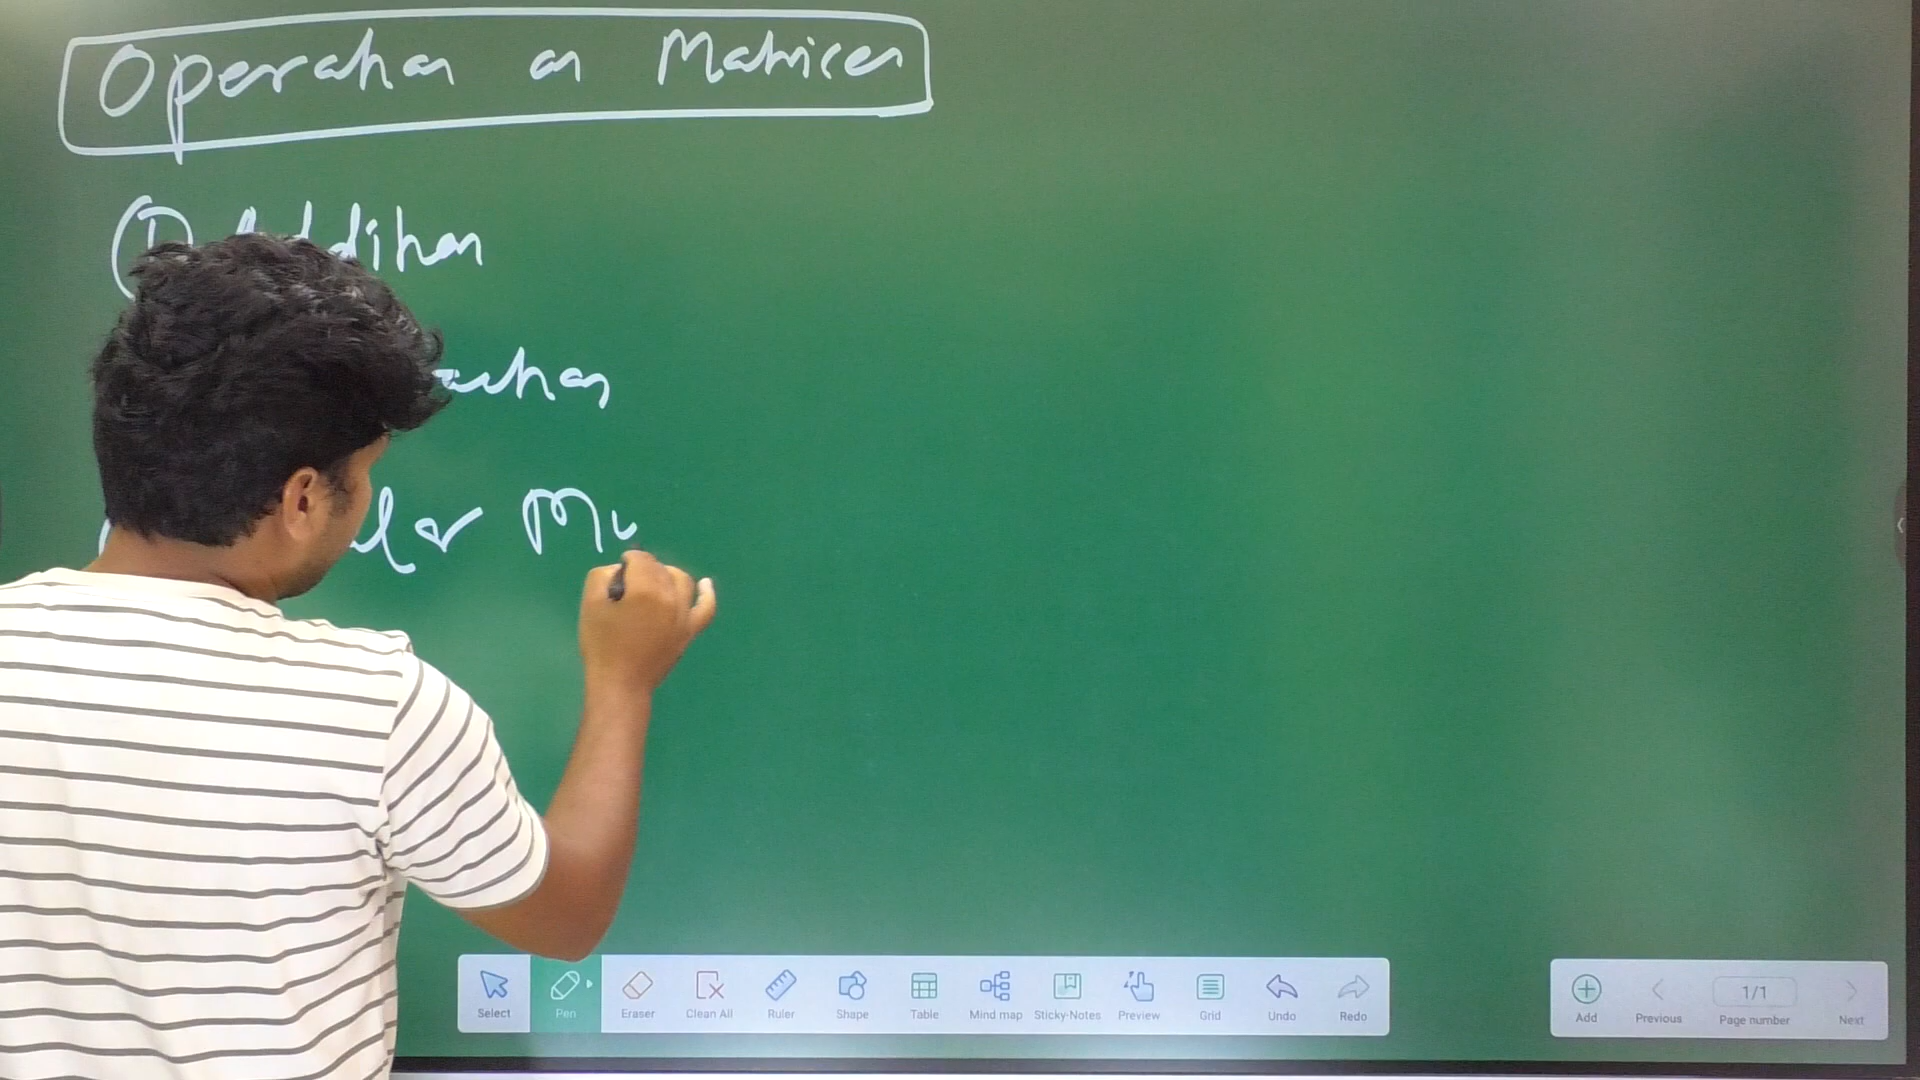 Operation on Matrices
① Addition
Select Pen Eraser Clean All Ruler Shape Table Mind map Sticky-Notes Preview Grid Undo Redo
Add Previous 1/1 Page number Next